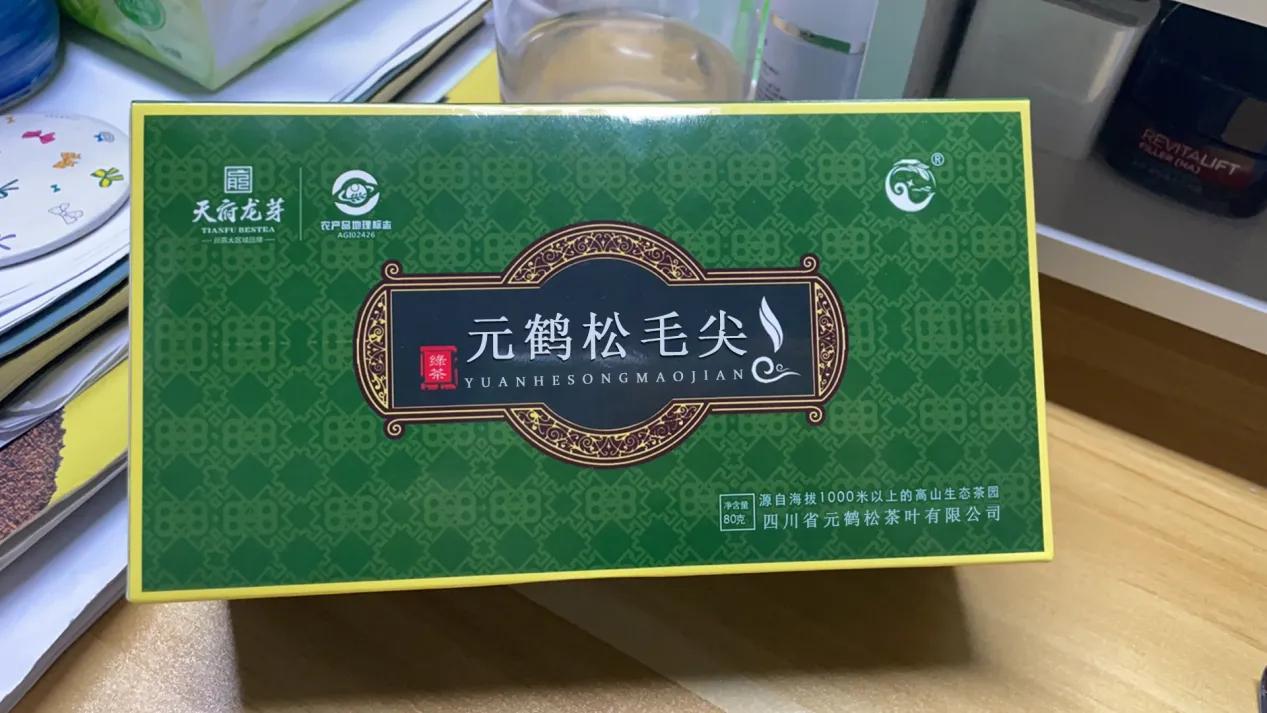 天府龙芽
TIANFU BESTEA
农产品地理标志
AGI02426
®
元鹤松毛尖
綠茶
YUANHESONGMAOJIAN
净含量
80克
源自海拔1000米以上的高山生态茶园
四川省元鹤松茶叶有限公司
REVITALIFT
FILLER [HA]